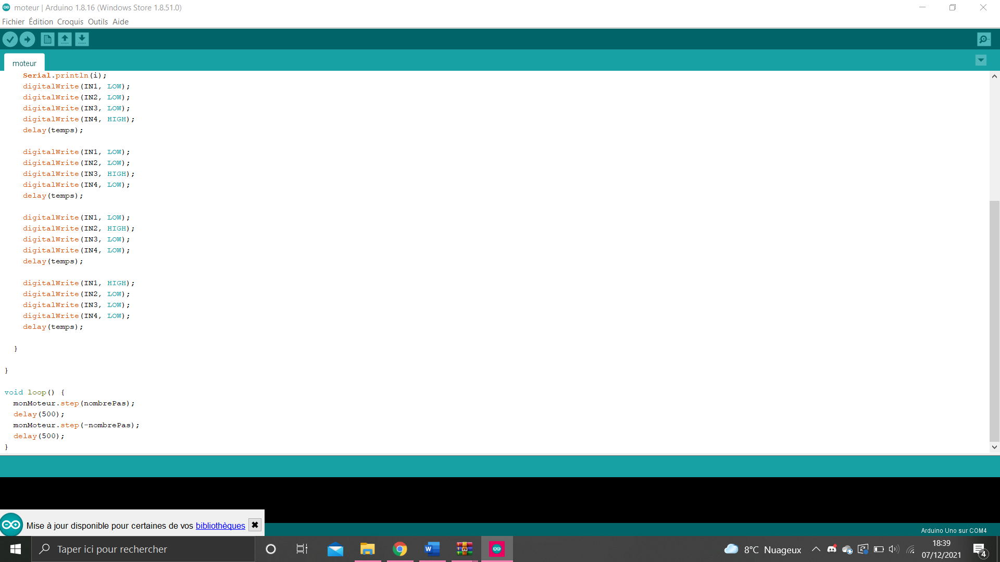 moteur | Arduino 1.8.16 (Windows Store 1.8.51.0)
Fichier Édition Croquis Outils Aide
moteur
Serial.println(i);
digitalWrite(IN1, LOW);
digitalWrite(IN2, LOW);
digitalWrite(IN3, LOW);
digitalWrite(IN4, HIGH);
delay(temps);
digitalWrite(IN1, LOW);
digitalWrite(IN2, LOW);
digitalWrite(IN3, HIGH);
digitalWrite(IN4, LOW);
delay(temps);
digitalWrite(IN1, LOW);
digitalWrite(IN2, HIGH);
digitalWrite(IN3, LOW);
digitalWrite(IN4, LOW);
delay(temps);
digitalWrite(IN1, HIGH);
digitalWrite(IN2, LOW);
digitalWrite(IN3, LOW);
digitalWrite(IN4, LOW);
delay(temps);
}
}
void loop() {
monMoteur.step(nombrePas);
delay(500);
monMoteur.step(-nombrePas);
delay(500);
}
Mise à jour disponible pour certaines de vos bibliothèques
Arduino Uno sur COM4
Taper ici pour rechercher
8°C Nuageux
18:39
07/12/2021
4